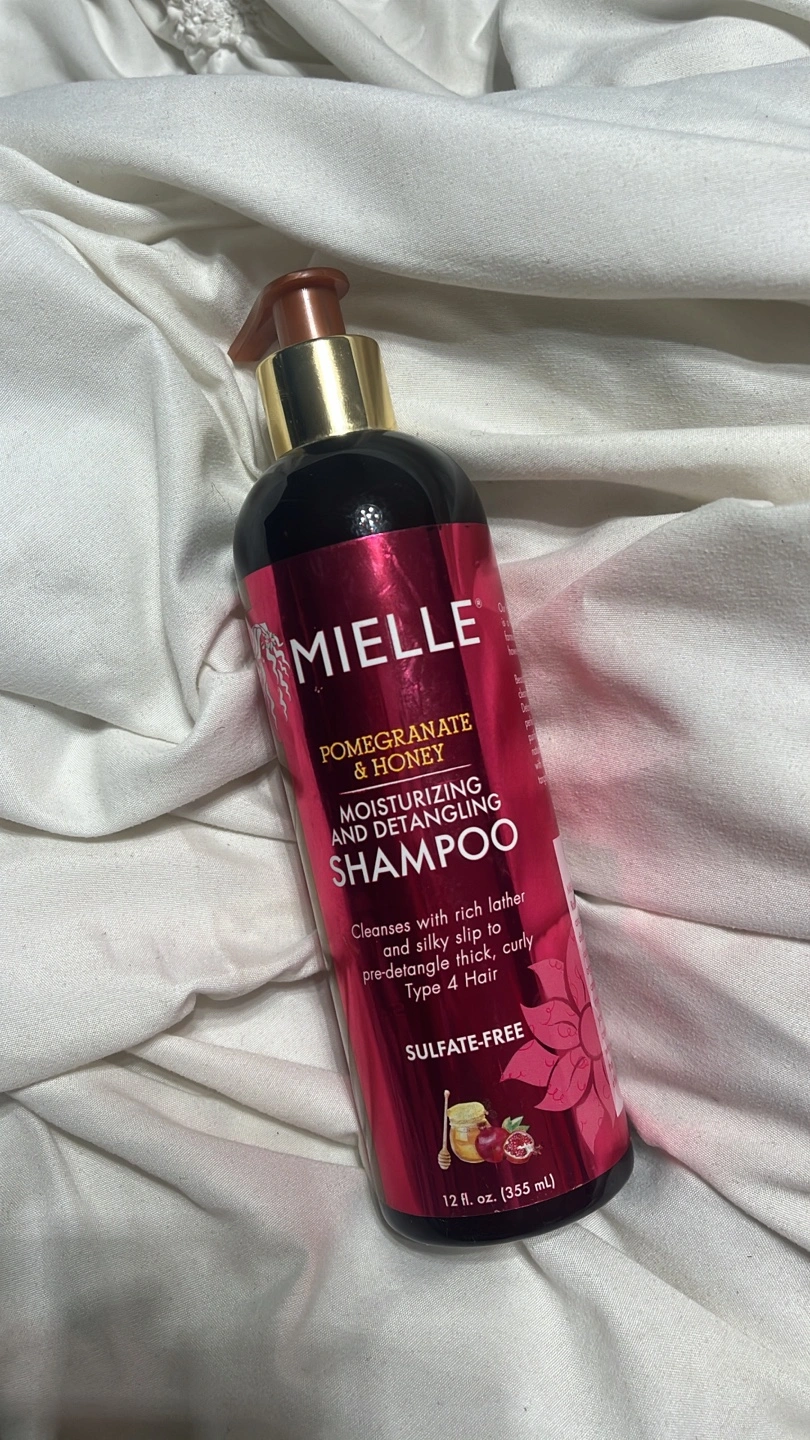 MIELLE®
POMEGRANATE
& HONEY
MOISTURIZING
AND DETANGLING
SHAMPOO
Cleanses with rich lather
and silky slip to
pre-detangle thick, curly
Type 4 Hair
SULFATE-FREE
12 fl. oz. (355 mL)